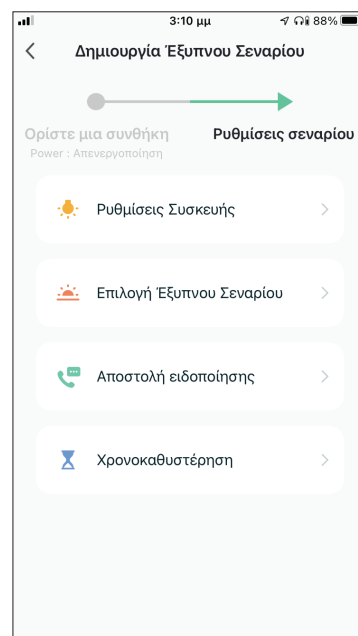 3:10 μμ 88%
Δημιουργία Έξυπνου Σεναρίου
Ορίστε μια συνθήκη Ρυθμίσεις σεναρίου
Power : Απενεργοποίηση
Ρυθμίσεις Συσκευής
Επιλογή Έξυπνου Σεναρίου
Αποστολή ειδοποίησης
Χρονοκαθυστέρηση